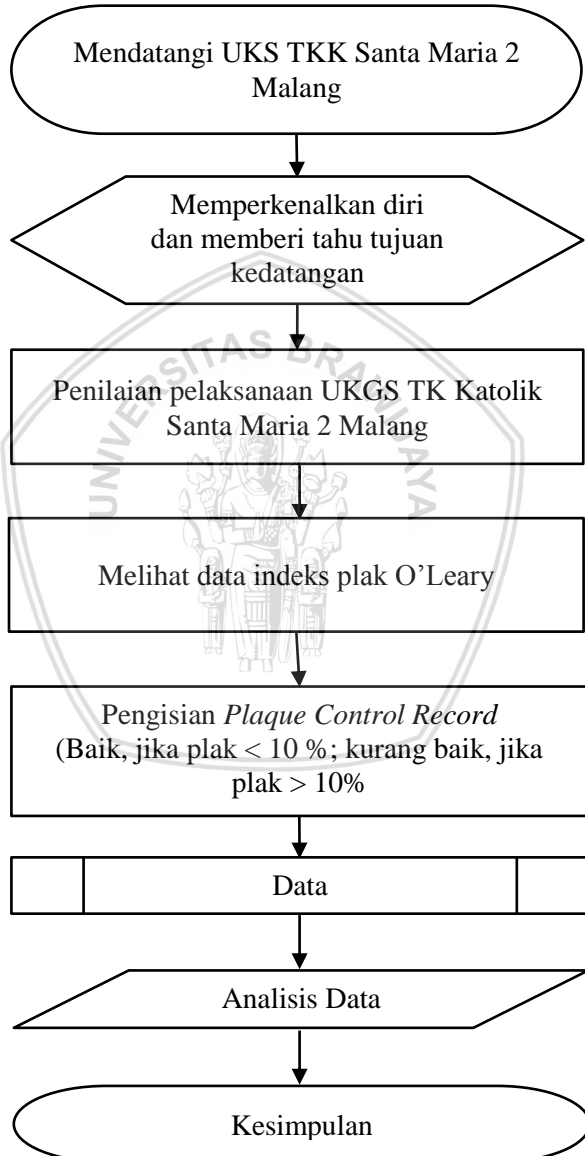 Mendatangi UKS TKK Santa Maria 2
Malang
Memperkenalkan diri
dan memberi tahu tujuan
kedatangan
UNIVERSITAS BRAWIJAYA
Penilaian pelaksanaan UKGS TK Katolik
Santa Maria 2 Malang
Melihat data indeks plak O’Leary
Pengisian Plaque Control Record
(Baik, jika plak < 10 %; kurang baik, jika
plak > 10%
Data
Analisis Data
Kesimpulan